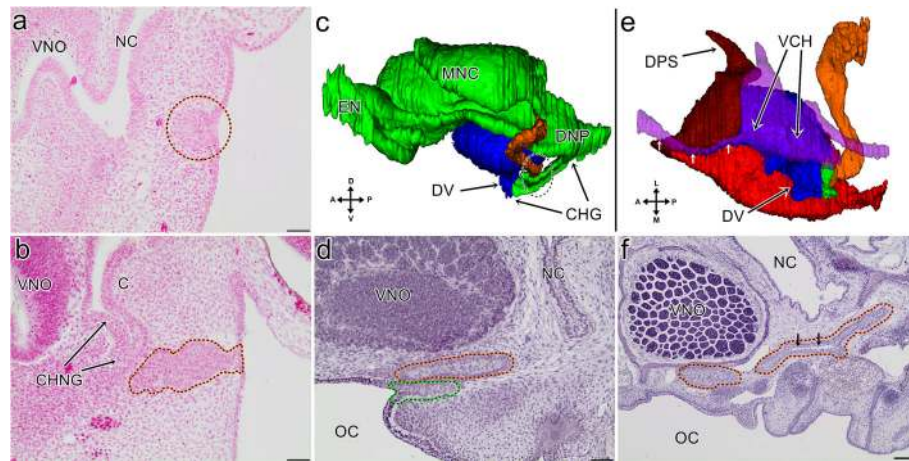 a
VNO
NC
b
VNO
C
CHNG
c
MNC
EN
DNP
DV
CHG
D
A
P
V
d
NC
VNO
OC
e
VCH
DPS
DV
L
A
P
M
f
NC
VNO
OC